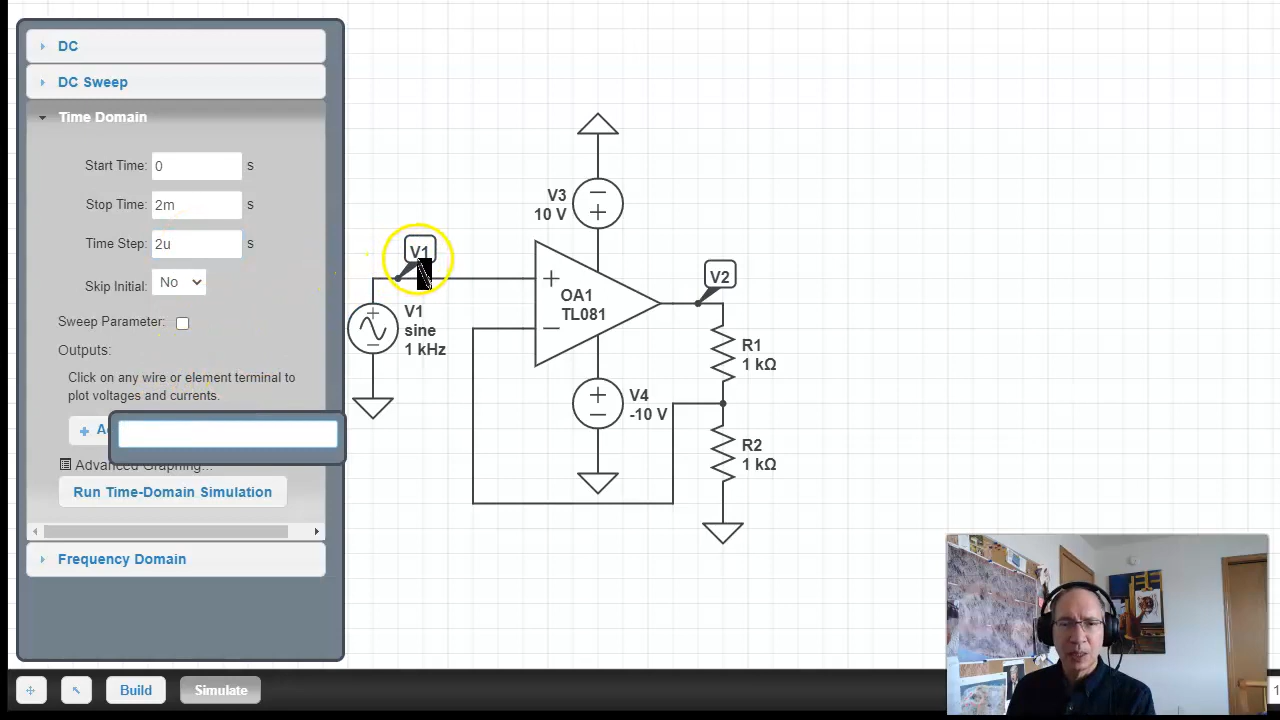 DC
DC Sweep
Time Domain
Start Time: 0 s
Stop Time: 2m s
Time Step: 2u s
Skip Initial: No
Sweep Parameter:
Outputs:
Click on any wire or element terminal to
plot voltages and currents.
Advanced Graphing...
Run Time-Domain Simulation
Frequency Domain
Build
Simulate
V1
V1
sine
1 kHz
V3
10 V
OA1
TL081
V4
-10 V
V2
R1
1 kΩ
R2
1 kΩ